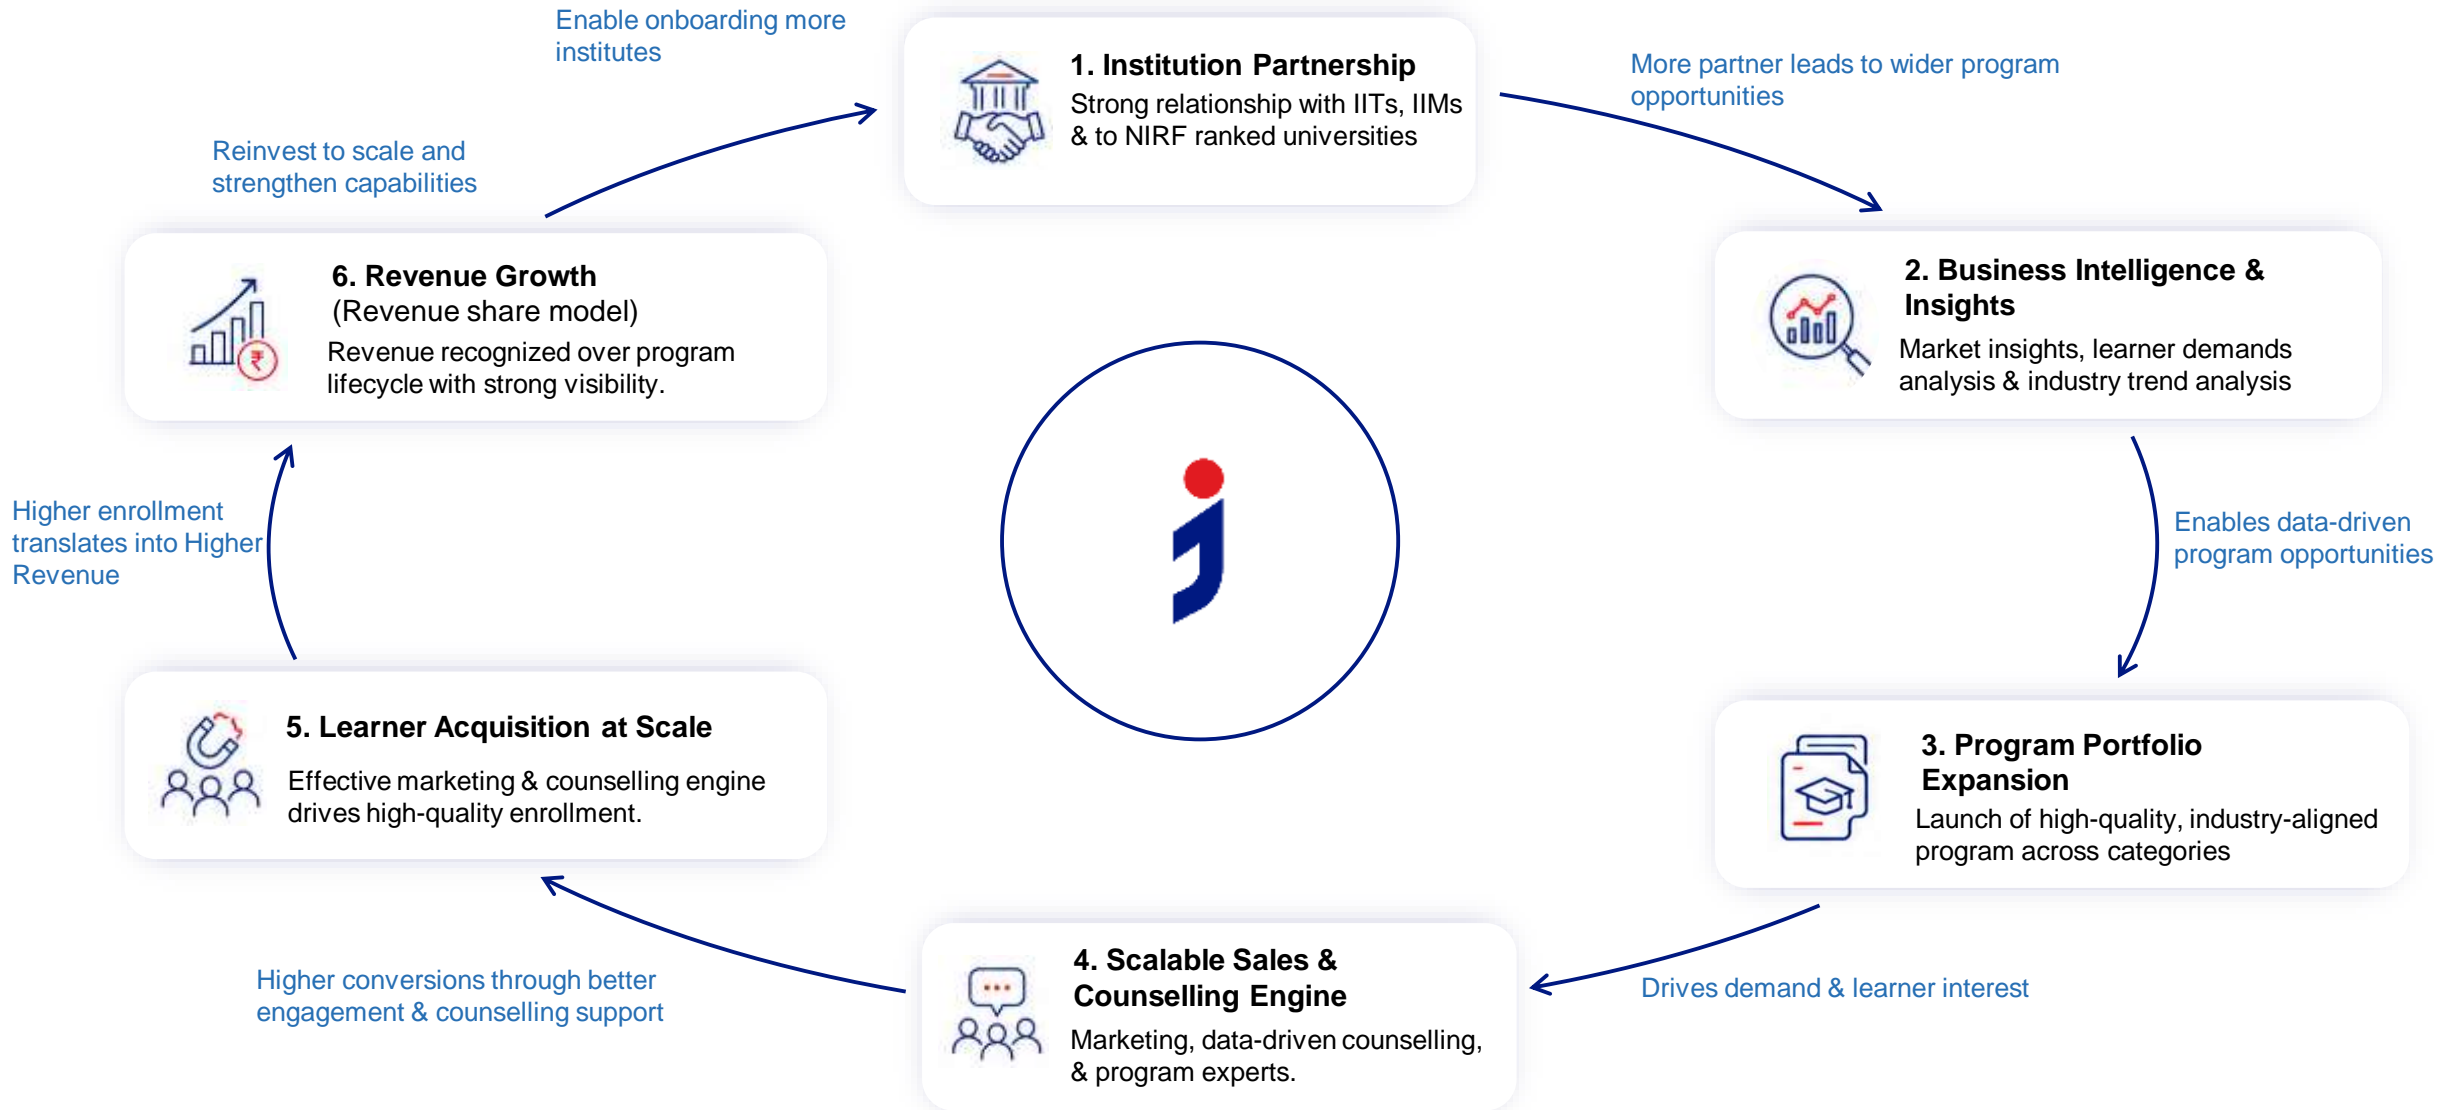 Enable onboarding more
institutes
1. Institution Partnership
Strong relationship with IITs, IIMs
& to NIRF ranked universities
More partner leads to wider program
opportunities
2. Business Intelligence &
Insights
Market insights, learner demands
analysis & industry trend analysis
Enables data-driven
program opportunities
3. Program Portfolio
Expansion
Launch of high-quality, industry-aligned
program across categories
Drives demand & learner interest
4. Scalable Sales &
Counselling Engine
Marketing, data-driven counselling,
& program experts.
Higher conversions through better
engagement & counselling support
5. Learner Acquisition at Scale
Effective marketing & counselling engine
drives high-quality enrollment.
Higher enrollment
translates into Higher
Revenue
6. Revenue Growth
(Revenue share model)
Revenue recognized over program
lifecycle with strong visibility.
₹
Reinvest to scale and
strengthen capabilities